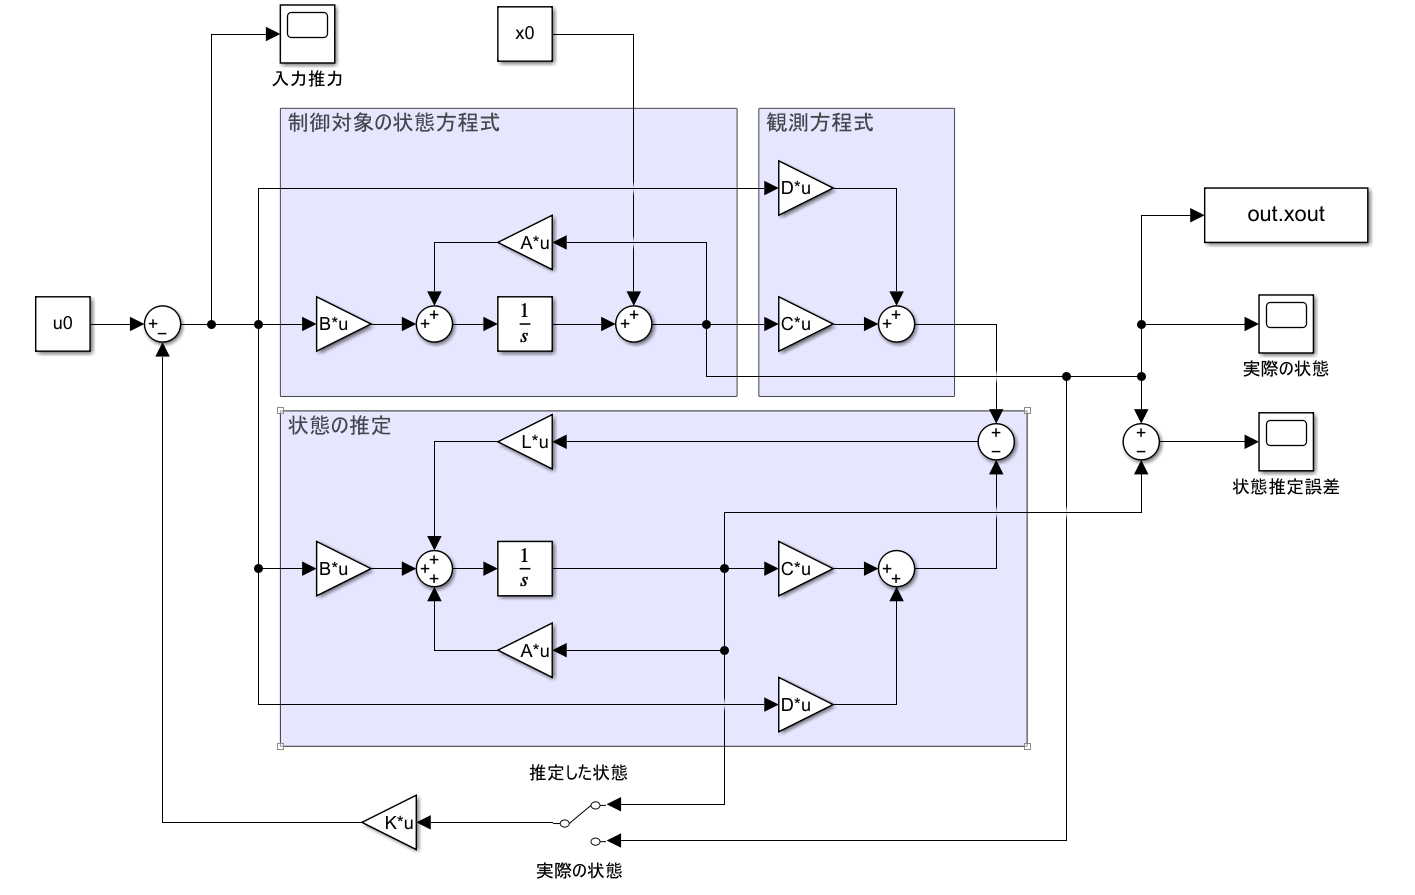 入力推力
x0
制御対象の状態方程式
観測方程式
D*u
out.xout
A*u
u0
+
−
B*u
+
+
1
s
+
+
C*u
+
+
実際の状態
状態の推定
L*u
+
−
+
−
状態推定誤差
B*u
+
+
+
1
s
C*u
+
+
A*u
D*u
推定した状態
K*u
実際の状態